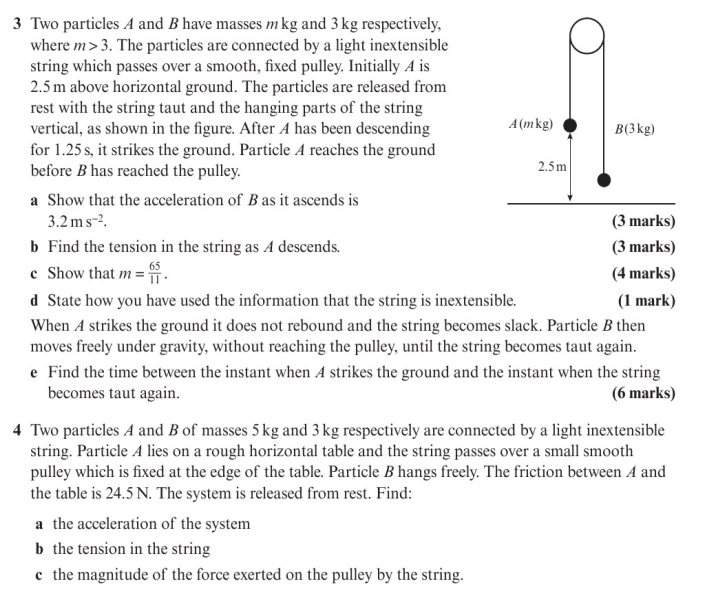 3 Two particles A and B have masses m kg and 3 kg respectively,
where m > 3. The particles are connected by a light inextensible
string which passes over a smooth, fixed pulley. Initially A is
2.5 m above horizontal ground. The particles are released from
rest with the string taut and the hanging parts of the string
vertical, as shown in the figure. After A has been descending
for 1.25 s, it strikes the ground. Particle A reaches the ground
before B has reached the pulley.
A (m kg)
B (3 kg)
2.5 m
a Show that the acceleration of B as it ascends is
3.2 m s⁻². (3 marks)
b Find the tension in the string as A descends. (3 marks)
c Show that m = 65/11. (4 marks)
d State how you have used the information that the string is inextensible. (1 mark)
When A strikes the ground it does not rebound and the string becomes slack. Particle B then
moves freely under gravity, without reaching the pulley, until the string becomes taut again.
e Find the time between the instant when A strikes the ground and the instant when the string
becomes taut again. (6 marks)
4 Two particles A and B of masses 5 kg and 3 kg respectively are connected by a light inextensible
string. Particle A lies on a rough horizontal table and the string passes over a small smooth
pulley which is fixed at the edge of the table. Particle B hangs freely. The friction between A and
the table is 24.5 N. The system is released from rest. Find:
a the acceleration of the system
b the tension in the string
c the magnitude of the force exerted on the pulley by the string.